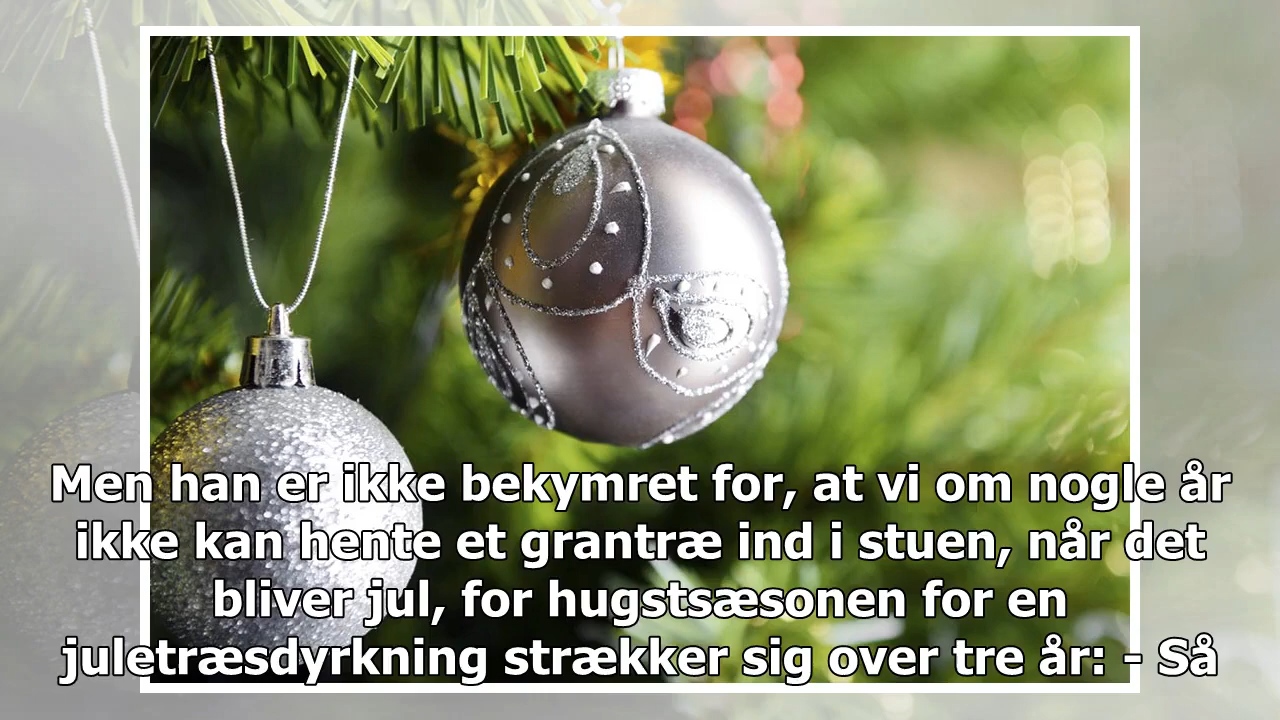 Men han er ikke bekymret for, at vi om nogle år
ikke kan hente et grantræ ind i stuen, når det
bliver jul, for hugstsæsonen for en
juletræsdyrkning strækker sig over tre år: - Så